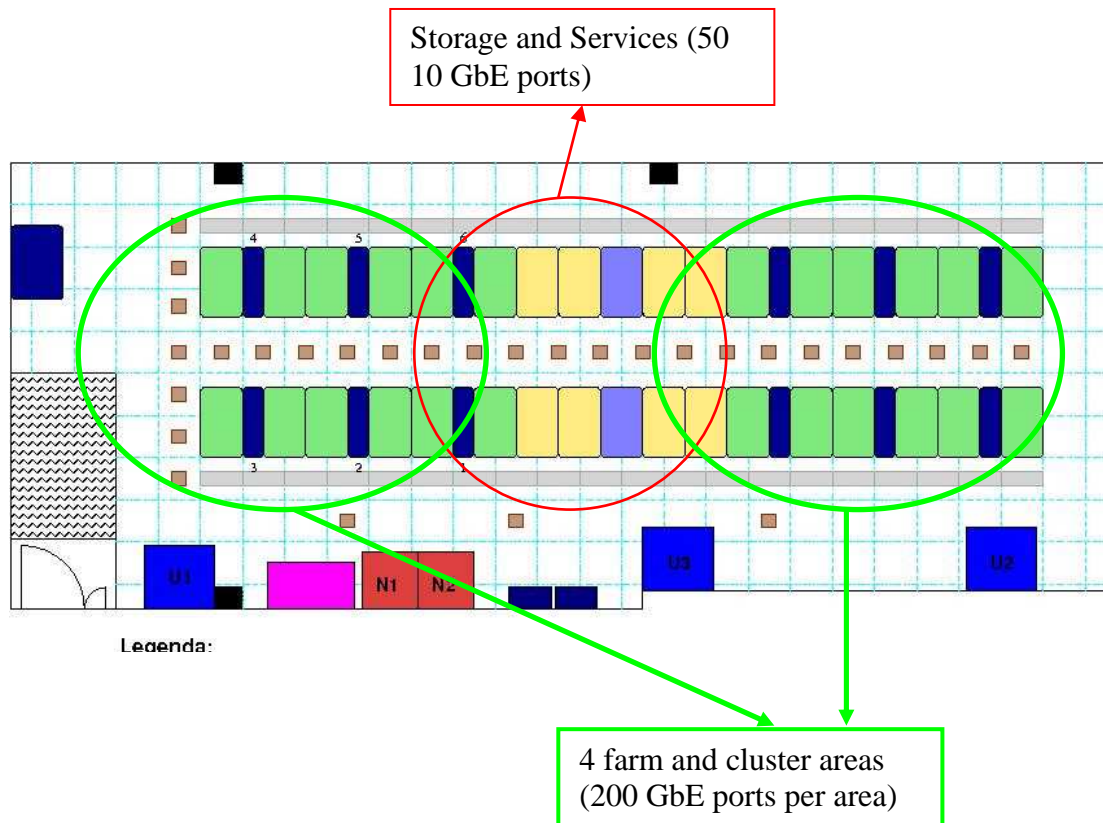 Storage and Services (50
10 GbE ports)
4 5 6
3 2 1
U1 N1 N2 U3 U2
Legenda:
4 farm and cluster areas
(200 GbE ports per area)